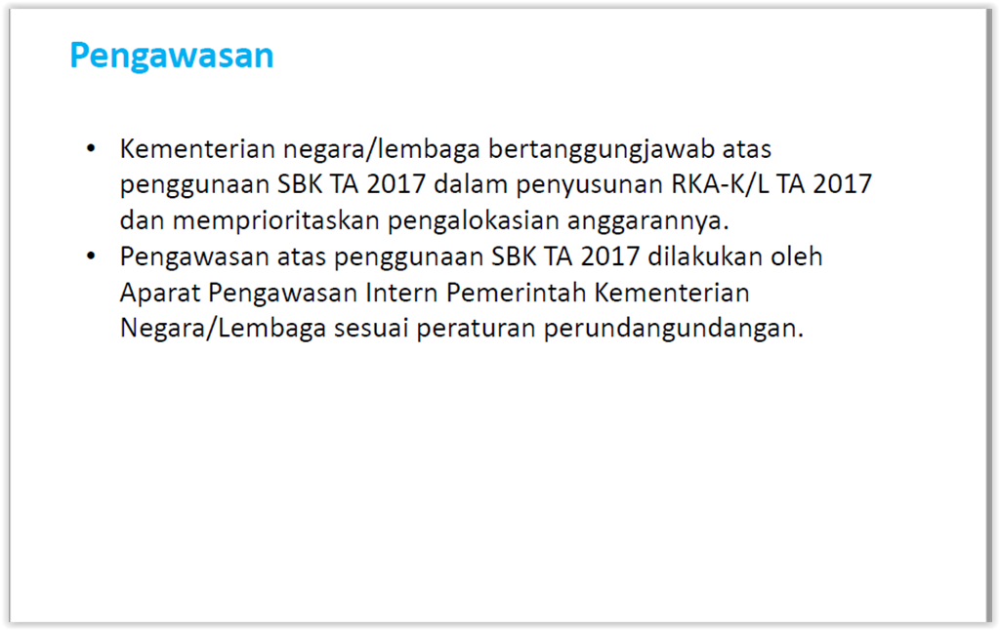 Pengawasan
• Kementerian negara/lembaga bertanggungjawab atas
penggunaan SBK TA 2017 dalam penyusunan RKA-K/L TA 2017
dan memprioritaskan pengalokasian anggarannya.
• Pengawasan atas penggunaan SBK TA 2017 dilakukan oleh
Aparat Pengawasan Intern Pemerintah Kementerian
Negara/Lembaga sesuai peraturan perundangundangan.